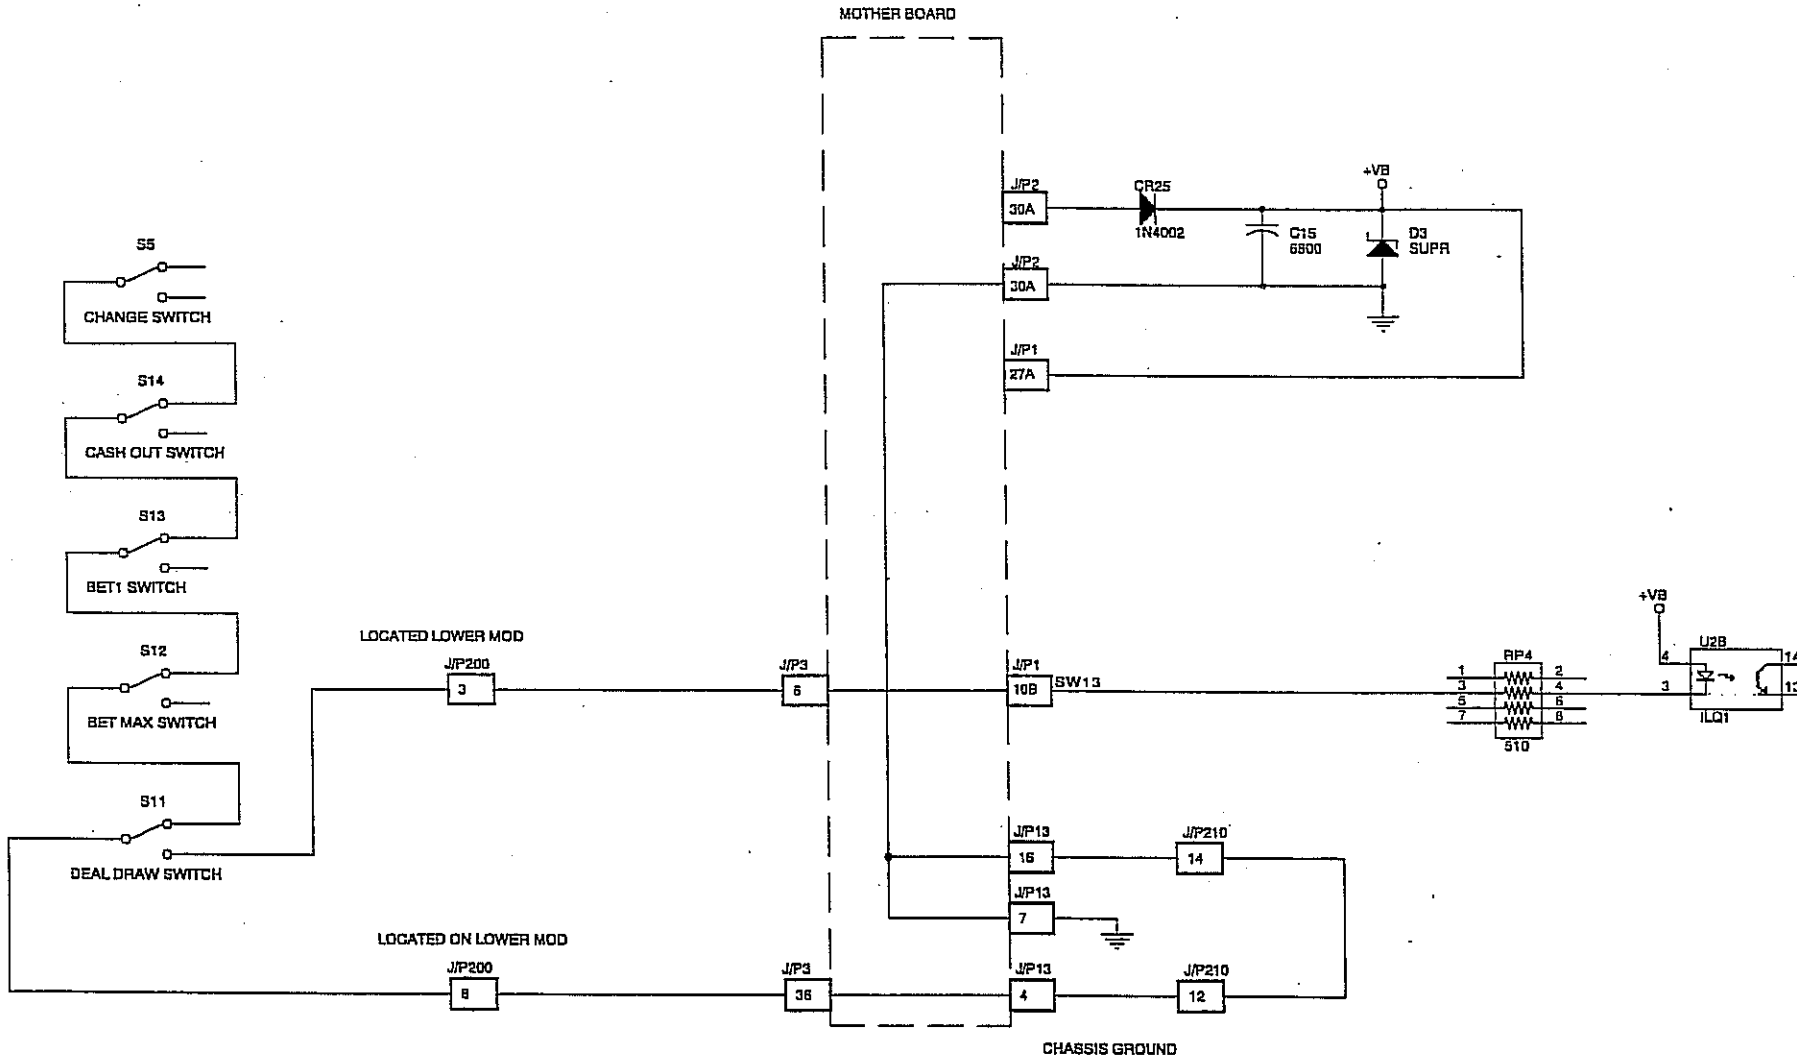 MOTHER BOARD
J/P2
30A
CR25
1N4002
+VB
C15
6800
D3
SUPR
J/P2
30A
J/P1
27A
S5
CHANGE SWITCH
S14
CASH OUT SWITCH
S13
BET1 SWITCH
S12
BET MAX SWITCH
S11
DEAL DRAW SWITCH
LOCATED LOWER MOD
J/P200
3
J/P3
6
J/P1
10B
SW13
RP4
1 2
3 4
5 6
7 8
510
+VB
U2B
4 14
3 13
ILQ1
J/P13
16
J/P210
14
J/P13
7
LOCATED ON LOWER MOD
J/P200
8
J/P3
36
J/P13
4
J/P210
12
CHASSIS GROUND